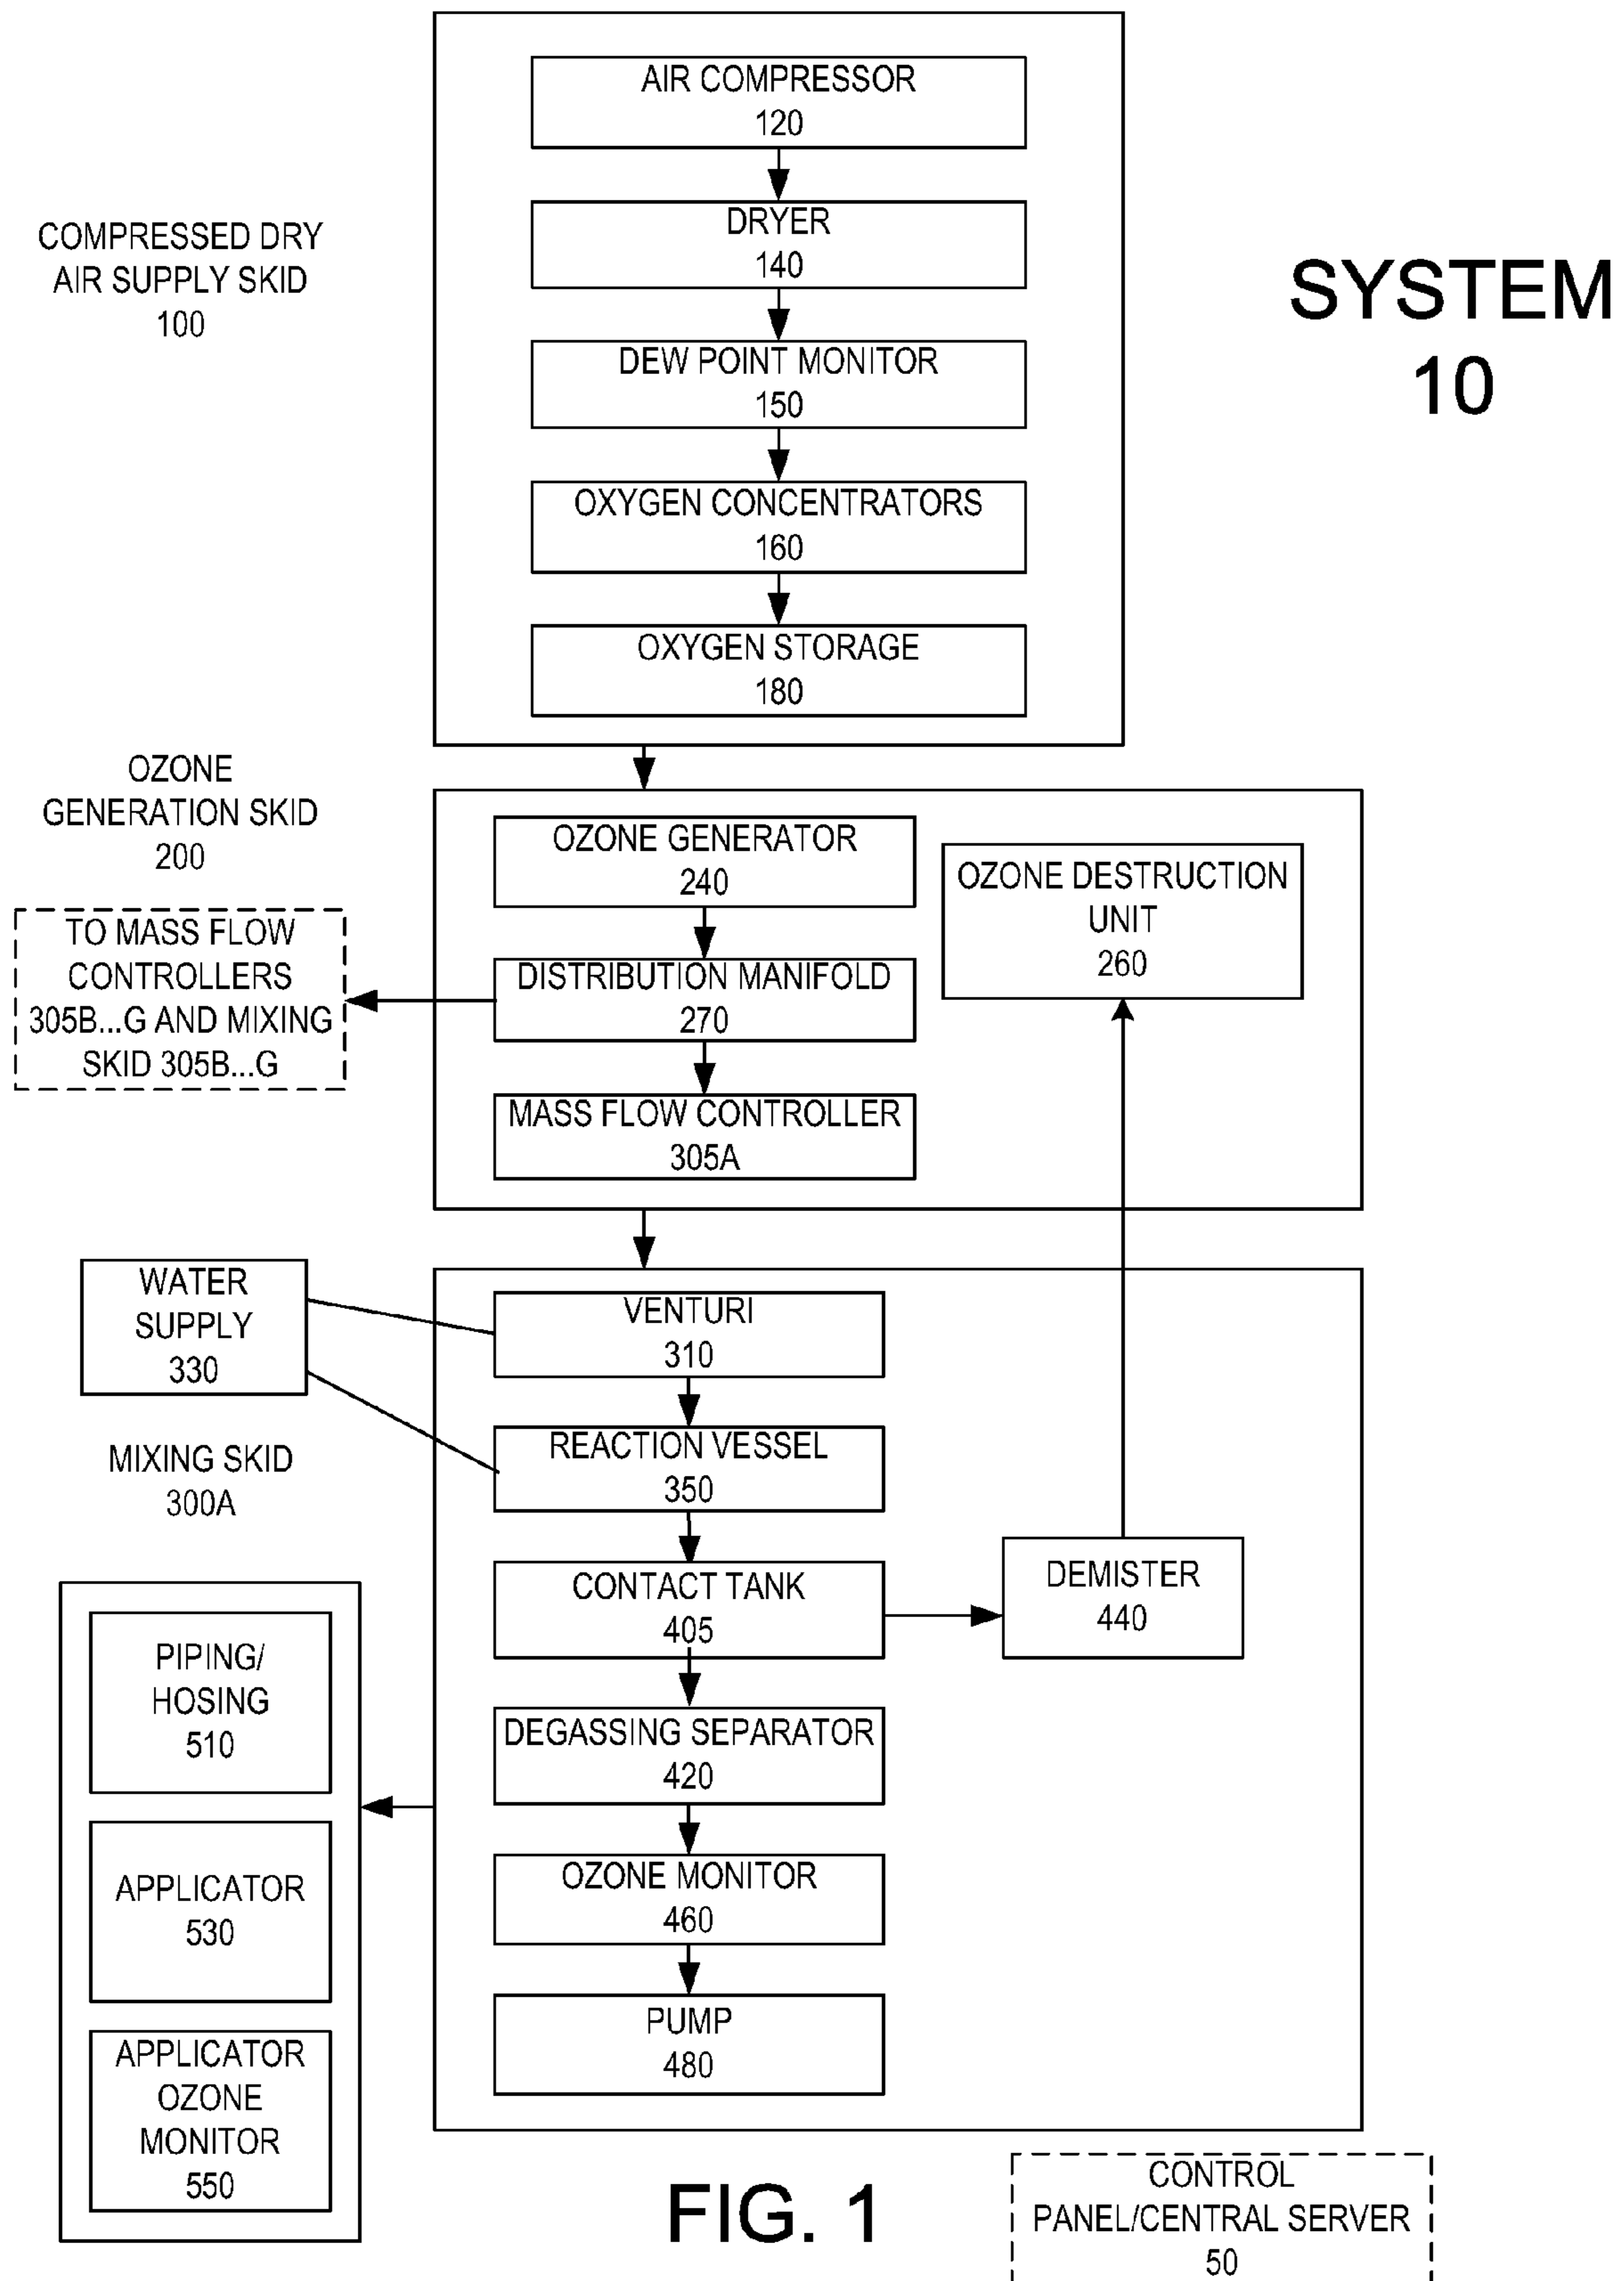 AIR COMPRESSOR
120
DRYER
140
DEW POINT MONITOR
150
OXYGEN CONCENTRATORS
160
OXYGEN STORAGE
180
COMPRESSED DRY
AIR SUPPLY SKID
100
SYSTEM
10
OZONE
GENERATION SKID
200
OZONE GENERATOR
240
DISTRIBUTION MANIFOLD
270
MASS FLOW CONTROLLER
305A
OZONE DESTRUCTION
UNIT
260
TO MASS FLOW
CONTROLLERS
305B...G AND MIXING
SKID 305B...G
WATER
SUPPLY
330
MIXING SKID
300A
VENTURI
310
REACTION VESSEL
350
CONTACT TANK
405
DEMISTER
440
DEGASSING SEPARATOR
420
OZONE MONITOR
460
PUMP
480
PIPING/
HOSING
510
APPLICATOR
530
APPLICATOR
OZONE
MONITOR
550
FIG. 1
CONTROL
PANEL/CENTRAL SERVER
50